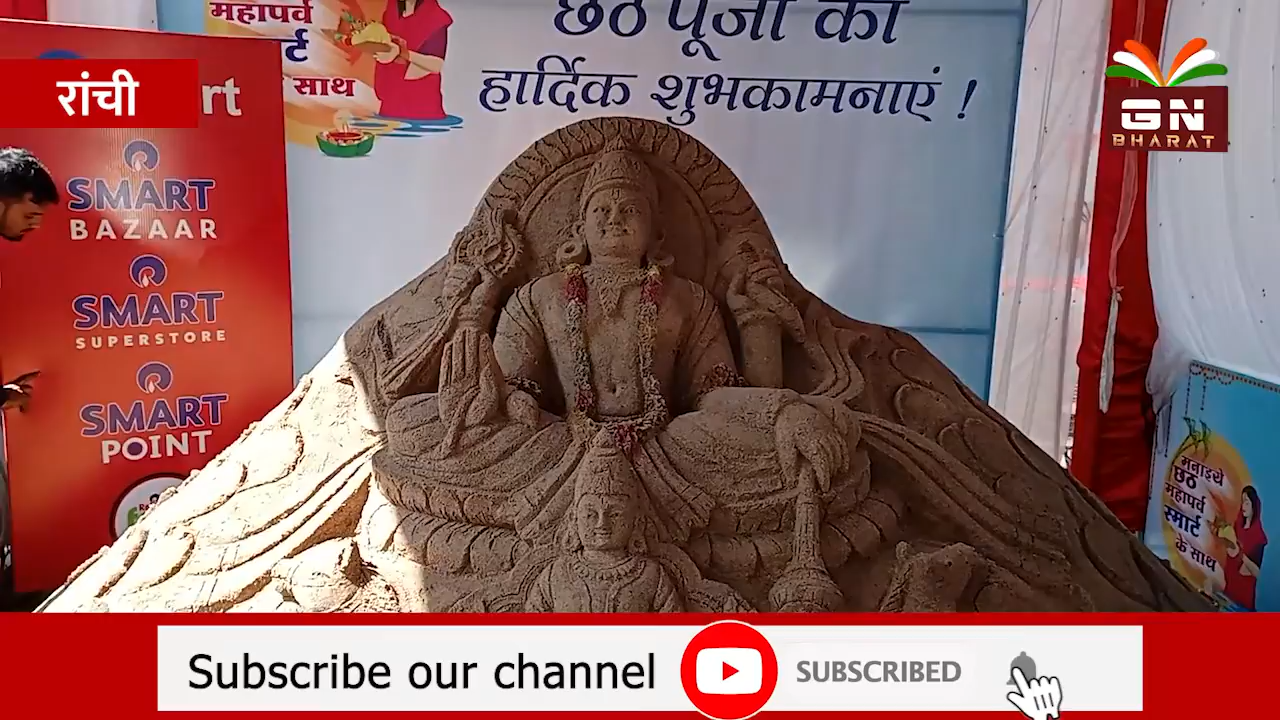 महापर्व
र्ट
साथ
छठ पूजा की
हार्दिक शुभकामनाएं !
रांची
rt
SMART
BAZAAR
SMART
SUPERSTORE
SMART
POINT
GN
BHARAT
मनाइये
छठ
महापर्व
स्मार्ट
के साथ
Subscribe our channel
SUBSCRIBED